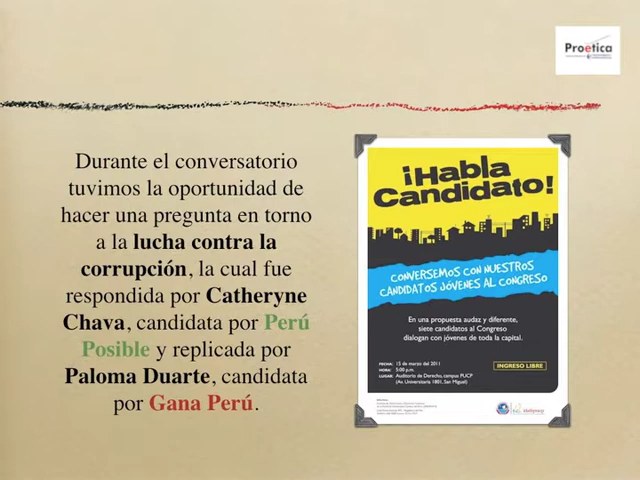 Proetica
Durante el conversatorio
tuvimos la oportunidad de
hacer una pregunta en torno
a la lucha contra la
corrupción, la cual fue
respondida por Catheryne
Chava, candidata por Perú
Posible y replicada por
Paloma Duarte, candidata
por Gana Perú.
¡Habla
Candidato!
CONVERSEMOS CON NUESTROS
CANDIDATOS JÓVENES AL CONGRESO
En una propuesta audaz y diferente,
siete candidatos al Congreso
dialogan con jóvenes de toda la capital.
FECHA: 15 de marzo del 2011
HORA: 5:00 p.m.
LUGAR: Auditorio de Derecho, campus PUCP
(Av. Universitaria 1801, San Miguel)
INGRESO LIBRE